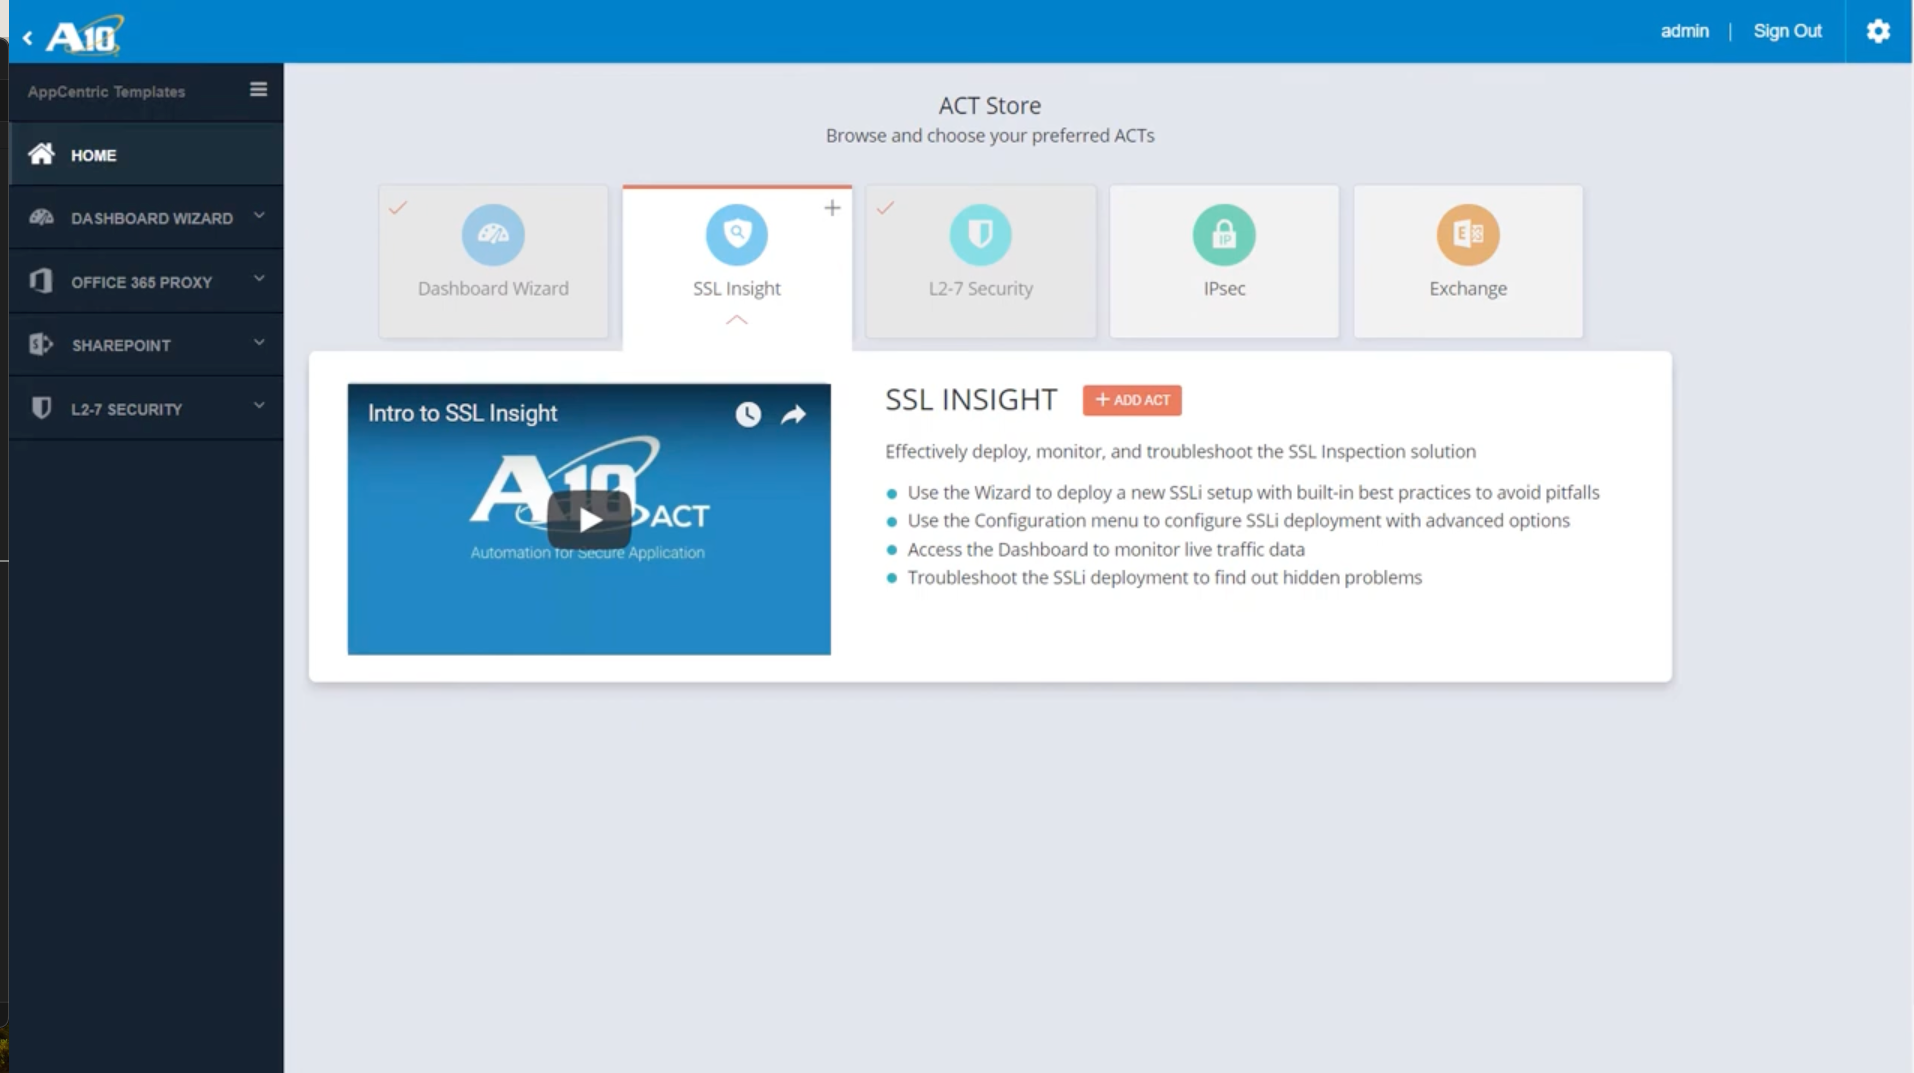 A10
admin | Sign Out
AppCentric Templates
HOME
DASHBOARD WIZARD
OFFICE 365 PROXY
SHAREPOINT
L2-7 SECURITY
ACT Store
Browse and choose your preferred ACTs
Dashboard Wizard
SSL Insight
L2-7 Security
IP
IPsec
E
Exchange
Intro to SSL Insight
A10 ACT
Automation for Secure Application
SSL INSIGHT
+ ADD ACT
Effectively deploy, monitor, and troubleshoot the SSL Inspection solution
Use the Wizard to deploy a new SSLi setup with built-in best practices to avoid pitfalls
Use the Configuration menu to configure SSLi deployment with advanced options
Access the Dashboard to monitor live traffic data
Troubleshoot the SSLi deployment to find out hidden problems